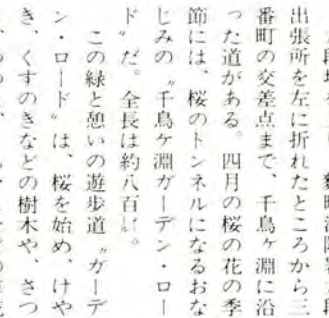 出張所を左に折れたところから三
番町の交差点まで、千鳥ヶ淵に沿
った道がある。四月の桜の花の季
節には、桜のトンネルになるおな
じみの〝千鳥ケ淵ガーデン・ロー
ド〟だ。全長は約八百㍍。
この緑と憩いの遊歩道〝ガーデ
ン・ロード〟は、桜を始め、けや
き、くすのきなどの樹木や、さつ